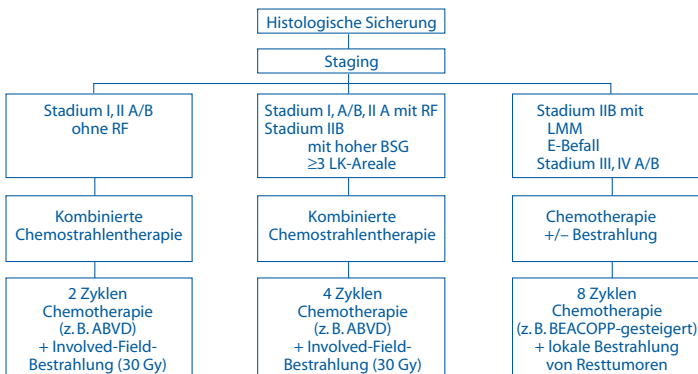 Histologische Sicherung
Staging
Stadium I, II A/B
ohne RF
Stadium I, A/B, II A mit RF
Stadium IIB
mit hoher BSG
≥3 LK-Areale
Stadium IIB mit
LMM
E-Befall
Stadium III, IV A/B
Kombinierte
Chemostrahlentherapie
Kombinierte
Chemostrahlentherapie
Chemotherapie
+/– Bestrahlung
2 Zyklen
Chemotherapie
(z. B. ABVD)
+ Involved-Field-
Bestrahlung (30 Gy)
4 Zyklen
Chemotherapie
(z. B. ABVD)
+ Involved-Field-
Bestrahlung (30 Gy)
8 Zyklen
Chemotherapie
(z. B. BEACOPP-gesteigert)
+ lokale Bestrahlung
von Resttumoren